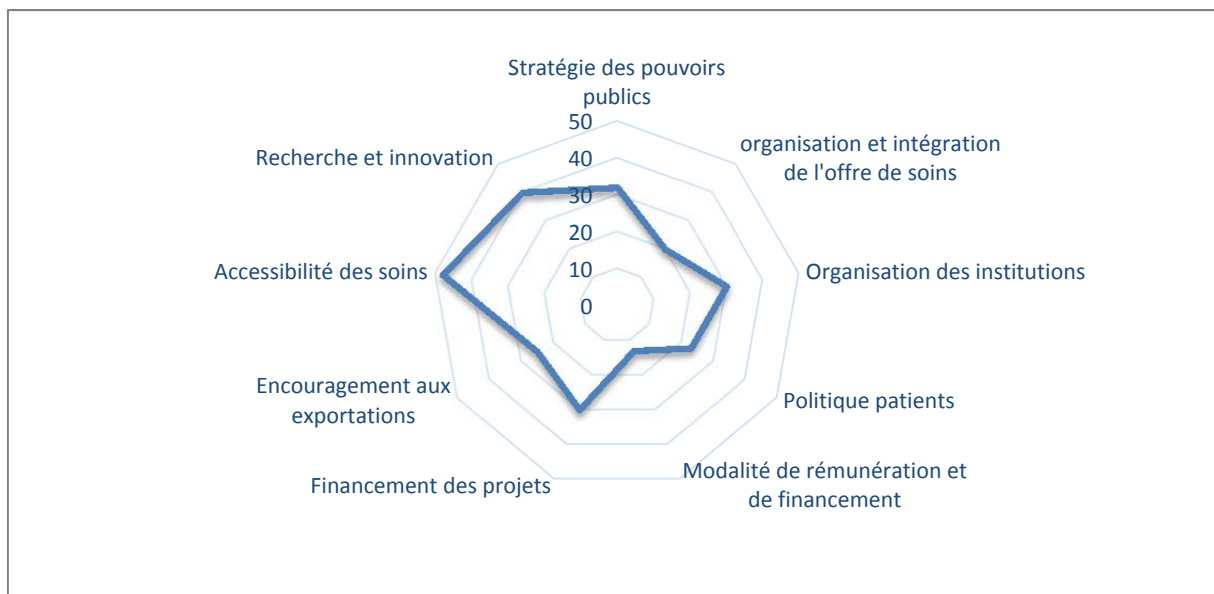 Stratégie des pouvoirs
publics
50
40
30
20
10
0
organisation et intégration
de l'offre de soins
Organisation des institutions
Politique patients
Modalité de rémunération et
de financement
Financement des projets
Encouragement aux
exportations
Accessibilité des soins
Recherche et innovation